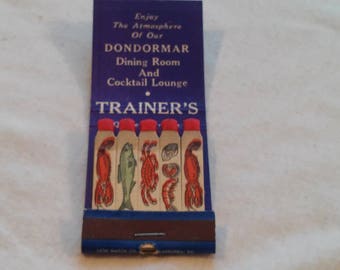 Enjoy
The Atmosphere
Of Our
DONDORMAR
Dining Room
And
Cocktail Lounge
TRAINER'S